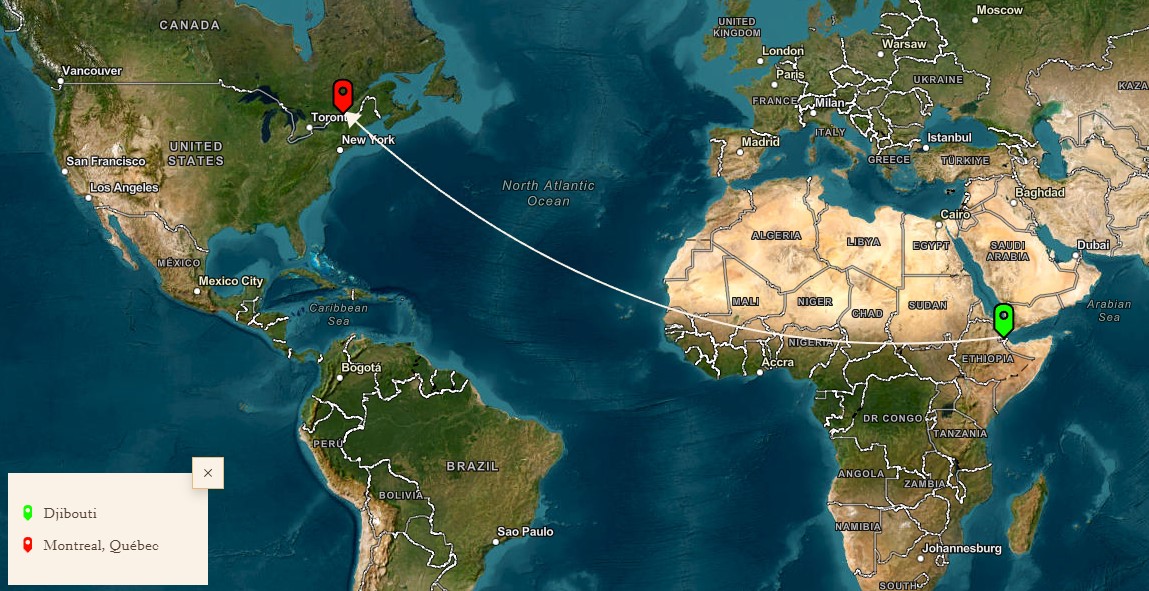 CANADA
Moscow
UNITED
KINGDOM
London
Warsaw
Vancouver
Paris
UKRAINE
KAZA
FRANCE
Milan
Toront
New York
ITALY
Istanbul
Madrid
GREECE
TÜRKIYE
UNITED
STATES
San Francisco
Los Angeles
North Atlantic
Ocean
Baghdad
Cairo
ALGERIA
LIBYA
EGYPT
SAUDI
ARABIA
Dubai
MÉXICO
Mexico City
MALI
NIGER
CHAD
SUDAN
Arabian
Sea
Caribbean
Sea
NIGERIA
ETHIOPIA
Bogotá
Accra
DR CONGO
TANZANIA
PERÚ
BRAZIL
ANGOLA
ZAMBIA
BOLIVIA
NAMIBIA
Sao Paulo
Johannesburg
SOUTH
×
Djibouti
Montreal, Québec